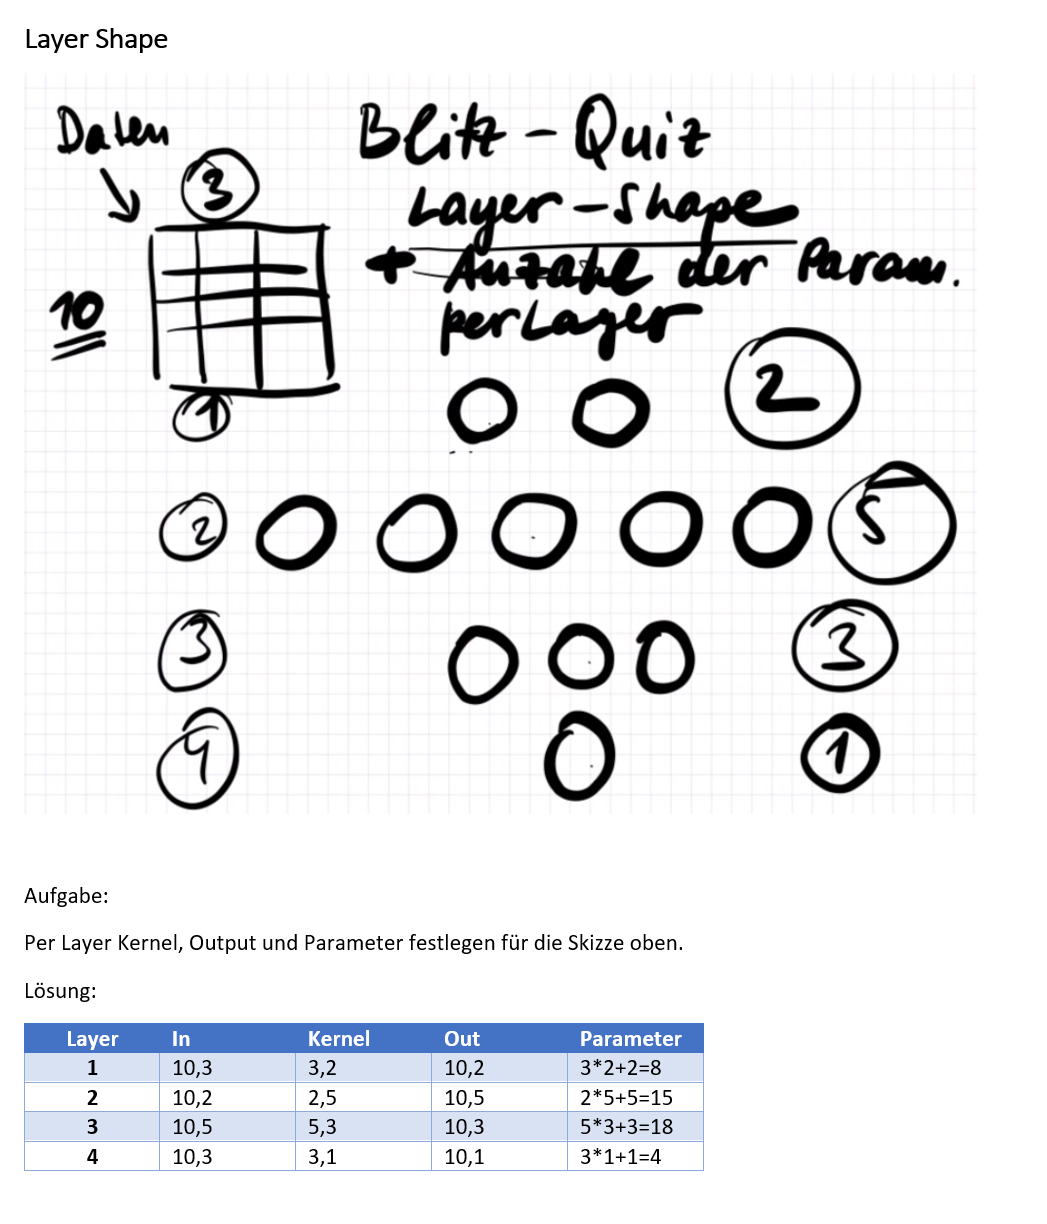 Layer Shape
Daten
Blitz - Quiz
3
Layer - Shape
+ Anzahl der Param.
10
per Layer
1
2
2
5
3
3
4
1
Aufgabe:
Per Layer Kernel, Output und Parameter festlegen für die Skizze oben.
Lösung:
Layer In Kernel Out Parameter
1 10,3 3,2 10,2 3*2+2=8
2 10,2 2,5 10,5 2*5+5=15
3 10,5 5,3 10,3 5*3+3=18
4 10,3 3,1 10,1 3*1+1=4